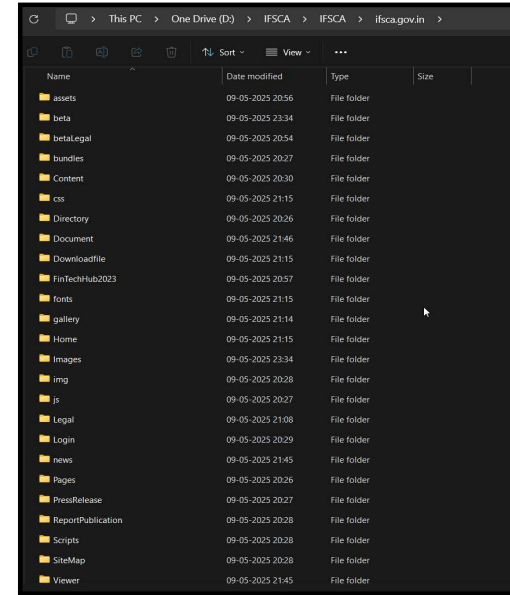 This PC > One Drive (D:) > IFSCA > IFSCA > ifsca.gov.in >
Sort View ...
Name Date modified Type Size
assets 09-05-2025 20:56 File folder
beta 09-05-2025 23:34 File folder
betaLegal 09-05-2025 20:54 File folder
bundles 09-05-2025 20:27 File folder
Content 09-05-2025 20:30 File folder
css 09-05-2025 21:15 File folder
Directory 09-05-2025 20:26 File folder
Document 09-05-2025 21:46 File folder
Downloadfile 09-05-2025 21:15 File folder
FinTechHub2023 09-05-2025 20:57 File folder
fonts 09-05-2025 21:15 File folder
gallery 09-05-2025 21:14 File folder
Home 09-05-2025 21:15 File folder
Images 09-05-2025 23:34 File folder
img 09-05-2025 20:28 File folder
js 09-05-2025 20:27 File folder
Legal 09-05-2025 21:08 File folder
Login 09-05-2025 20:29 File folder
news 09-05-2025 21:45 File folder
Pages 09-05-2025 20:26 File folder
PressRelease 09-05-2025 20:27 File folder
ReportPublication 09-05-2025 20:28 File folder
Scripts 09-05-2025 20:28 File folder
SiteMap 09-05-2025 20:28 File folder
Viewer 09-05-2025 21:45 File folder